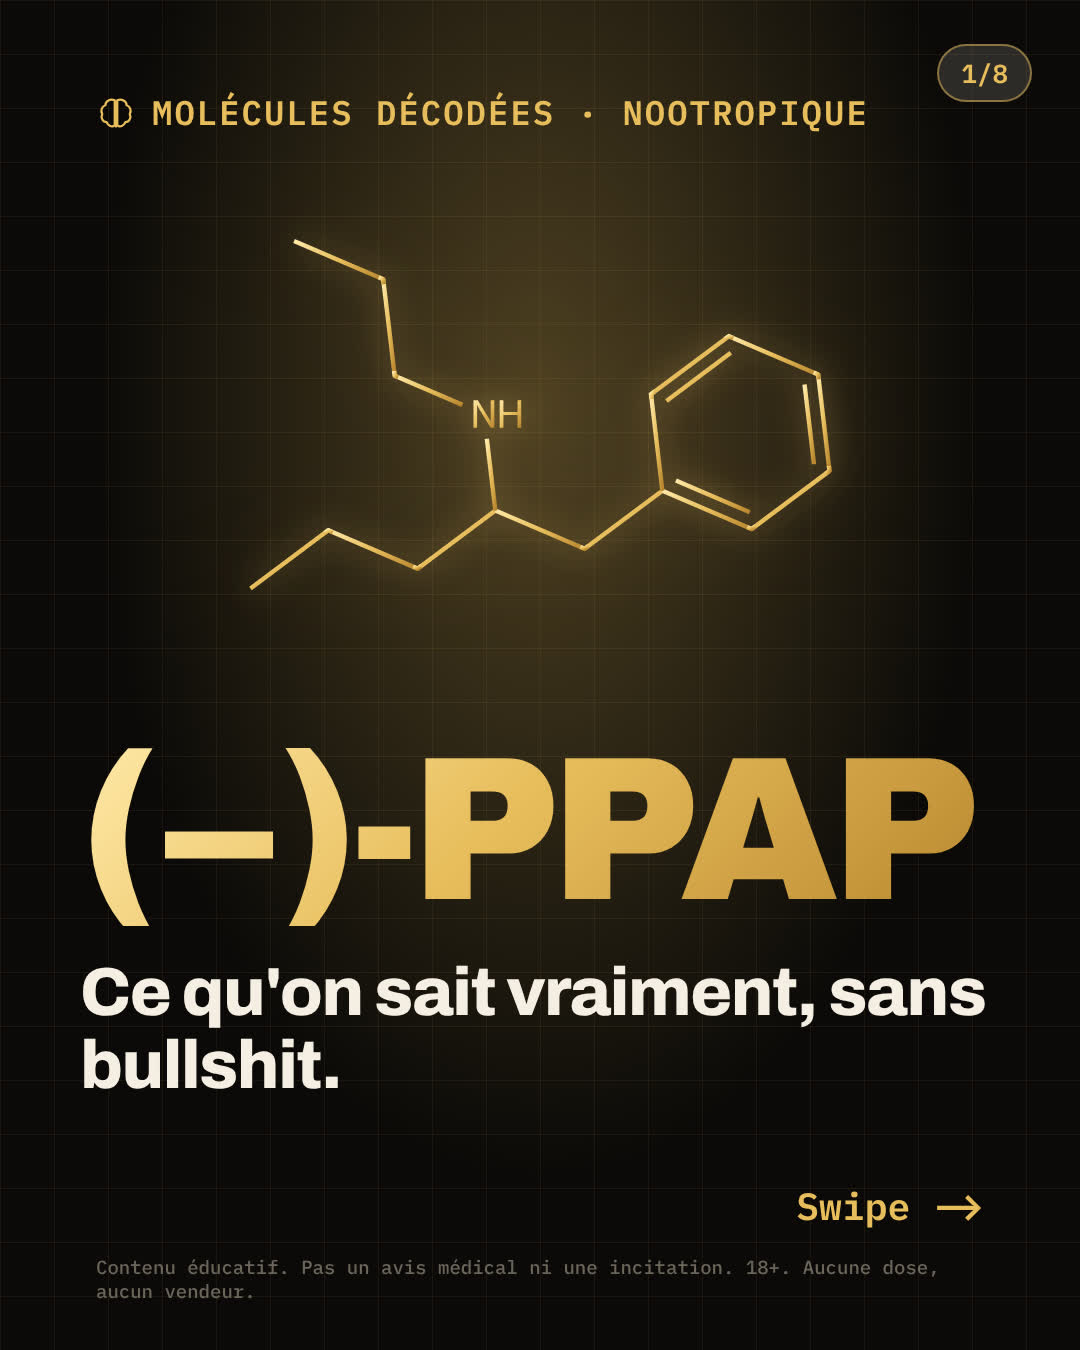 1/8
MOLÉCULES DÉCODÉES · NOOTROPIQUE
NH
(–)-PPAP
Ce qu'on sait vraiment, sans
bullshit.
Swipe →
Contenu éducatif. Pas un avis médical ni une incitation. 18+. Aucune dose,
aucun vendeur.